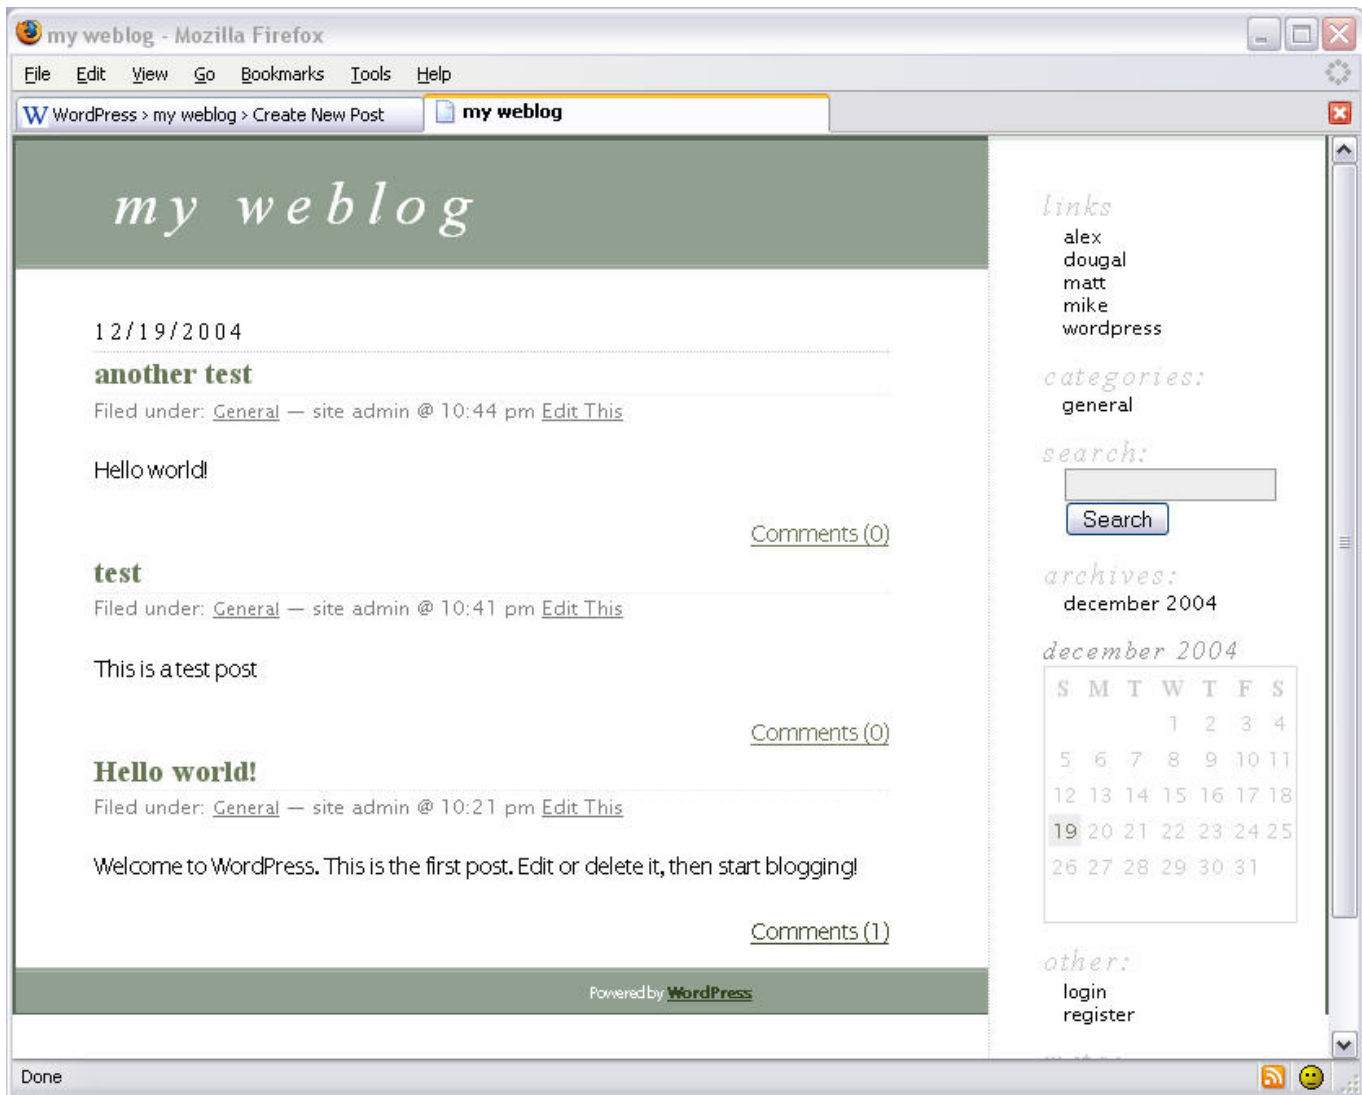 my weblog - Mozilla Firefox
File Edit View Go Bookmarks Tools Help
WordPress › my weblog › Create New Post
my weblog
my weblog
12/19/2004
another test
Filed under: General — site admin @ 10:44 pm Edit This
Hello world!
Comments (0)
test
Filed under: General — site admin @ 10:41 pm Edit This
This is a test post
Comments (0)
Hello world!
Filed under: General — site admin @ 10:21 pm Edit This
Welcome to WordPress. This is the first post. Edit or delete it, then start blogging!
Comments (1)
Powered by WordPress
links
alex
dougal
matt
mike
wordpress
categories:
general
search:
Search
archives:
december 2004
december 2004
S M T W T F S
1 2 3 4
5 6 7 8 9 10 11
12 13 14 15 16 17 18
19 20 21 22 23 24 25
26 27 28 29 30 31
other:
login
register
Done